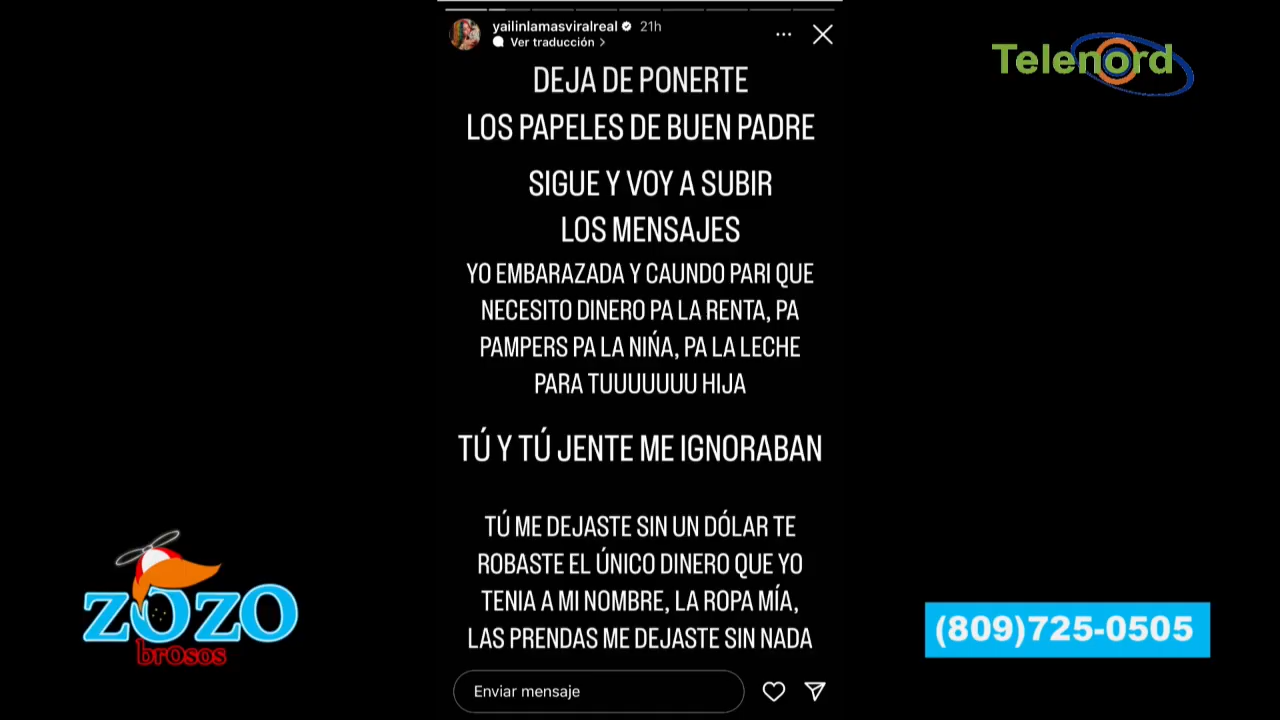 yailinlamasviralreal 21h
Ver traducción
Telenord
DEJA DE PONERTE
LOS PAPELES DE BUEN PADRE
SIGUE Y VOY A SUBIR
LOS MENSAJES
YO EMBARAZADA Y CAUNDO PARI QUE
NECESITO DINERO PA LA RENTA, PA
PAMPERS PA LA NIÑA, PA LA LECHE
PARA TUUUUUUU HIJA
TÚ Y TÚ JENTE ME IGNORABAN
TÚ ME DEJASTE SIN UN DÓLAR TE
ROBASTE EL ÚNICO DINERO QUE YO
TENIA A MI NOMBRE, LA ROPA MÍA,
LAS PRENDAS ME DEJASTE SIN NADA
Enviar mensaje
zOzO
brOsos
(809)725-0505